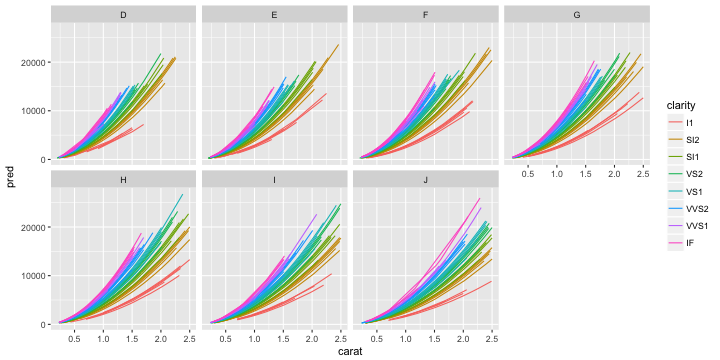 D E F G
20000
10000
0
pred
0.5 1.0 1.5 2.0 2.5
H I J
20000
10000
0
0.5 1.0 1.5 2.0 2.5 0.5 1.0 1.5 2.0 2.5 0.5 1.0 1.5 2.0 2.5
carat
clarity
I1
SI2
SI1
VS2
VS1
VVS2
VVS1
IF